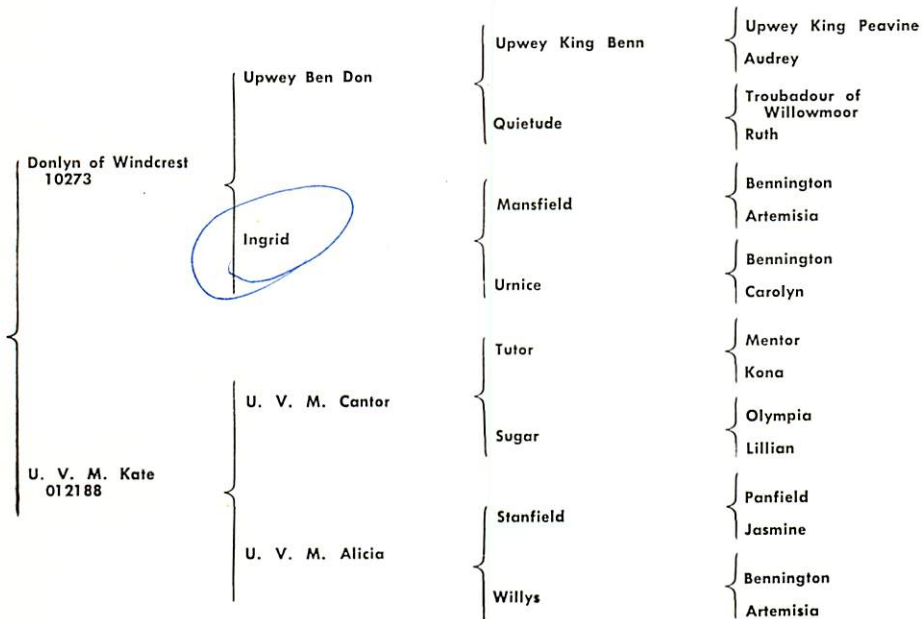 Donlyn of Windcrest
10273
U. V. M. Kate
012188
Upwey Ben Don
Ingrid
U. V. M. Cantor
U. V. M. Alicia
Upwey King Benn
Quietude
Mansfield
Urnice
Tutor
Sugar
Stanfield
Willys
Upwey King Peavine
Audrey
Troubadour of
Willowmoor
Ruth
Bennington
Artemisia
Bennington
Carolyn
Mentor
Kona
Olympia
Lillian
Panfield
Jasmine
Bennington
Artemisia